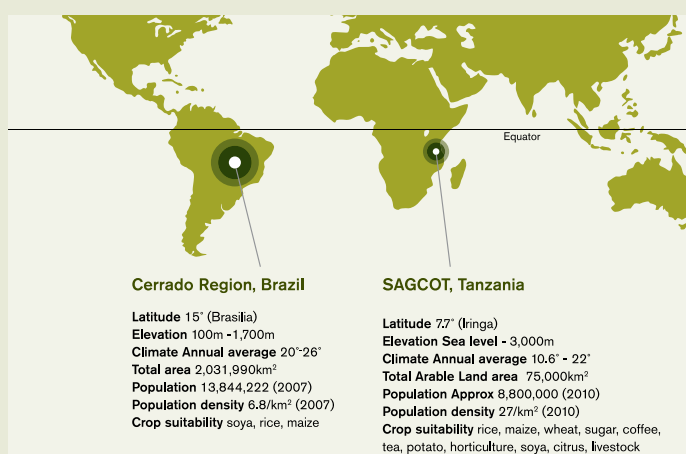 Equator
Cerrado Region, Brazil
Latitude 15° (Brasilia)
Elevation 100m -1,700m
Climate Annual average 20°-26°
Total area 2,031,990km²
Population 13,844,222 (2007)
Population density 6.8/km² (2007)
Crop suitability soya, rice, maize
SAGCOT, Tanzania
Latitude 7.7° (Iringa)
Elevation Sea level - 3,000m
Climate Annual average 10.6° - 22°
Total Arable Land area 75,000km²
Population Approx 8,800,000 (2010)
Population density 27/km² (2010)
Crop suitability rice, maize, wheat, sugar, coffee,
tea, potato, horticulture, soya, citrus, livestock